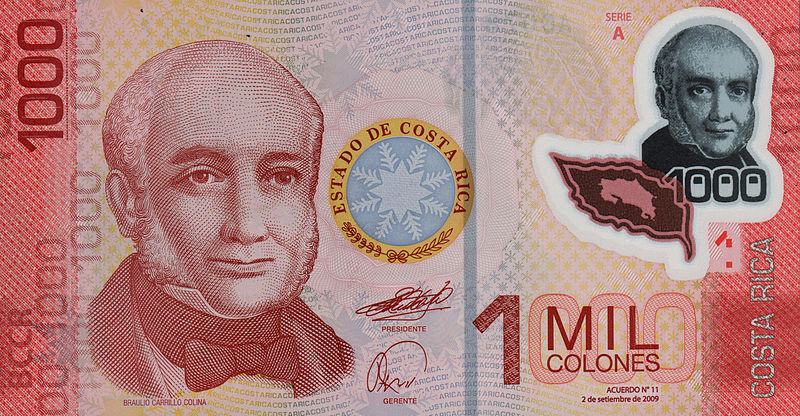 1000
BCCR
BRAULIO CARRILLO COLINA
ESTADO DE COSTA RICA
PRESIDENTE
GERENTE
SERIE
A
1000
1 MIL
COLONES
ACUERDO Nº 11
2 de setiembre de 2009
COSTA RICA